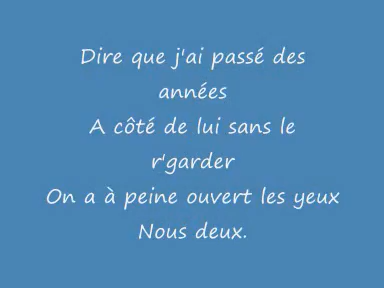 Dire que j'ai passé des
années
A côté de lui sans le
r'garder
On a à peine ouvert les yeux
Nous deux.